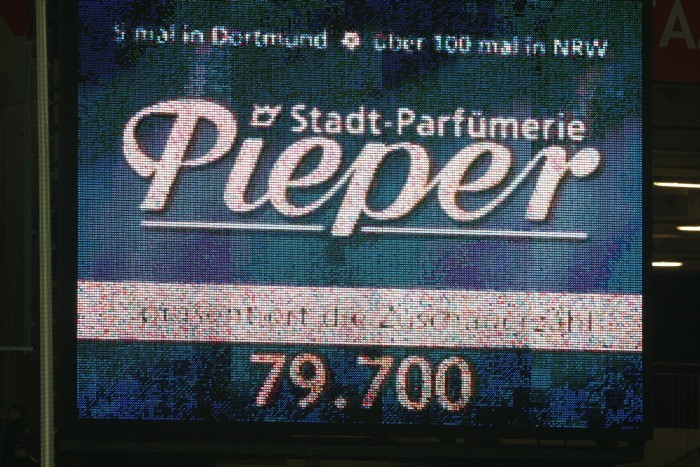 5 mal in Dortmund über 100 mal in NRW
Stadt-Parfümerie
Pieper
präsentiert die Zuschauerzahl
79.700